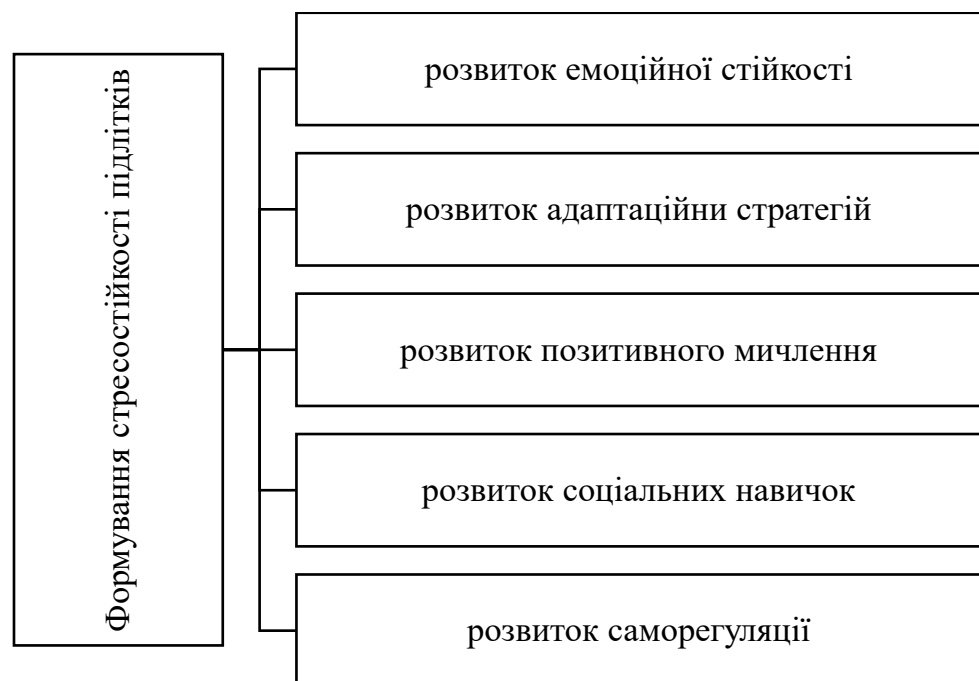 Формування стресостійкості підлітків
розвиток емоційної стійкості
розвиток адаптаційни стратегій
розвиток позитивного мичлення
розвиток соціальних навичок
розвиток саморегуляції